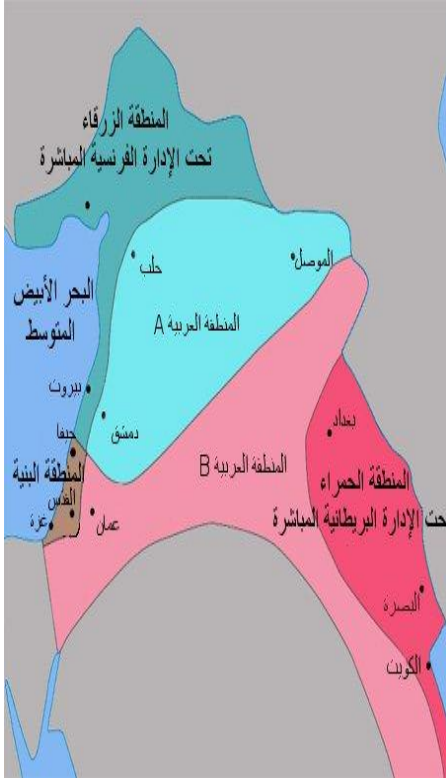 المنطقة الزرقاء
تحت الإدارة الفرنسية المباشرة
حلب
الموصل
البحر الأبيض
المتوسط
المنطقة العربية A
بيروت
دمشق
حيفا
المنطقة البنية
القدس
غزة
عمان
المنطقة العربية B
بغداد
المنطقة الحمراء
تحت الإدارة البريطانية المباشرة
البصرة
الكويت